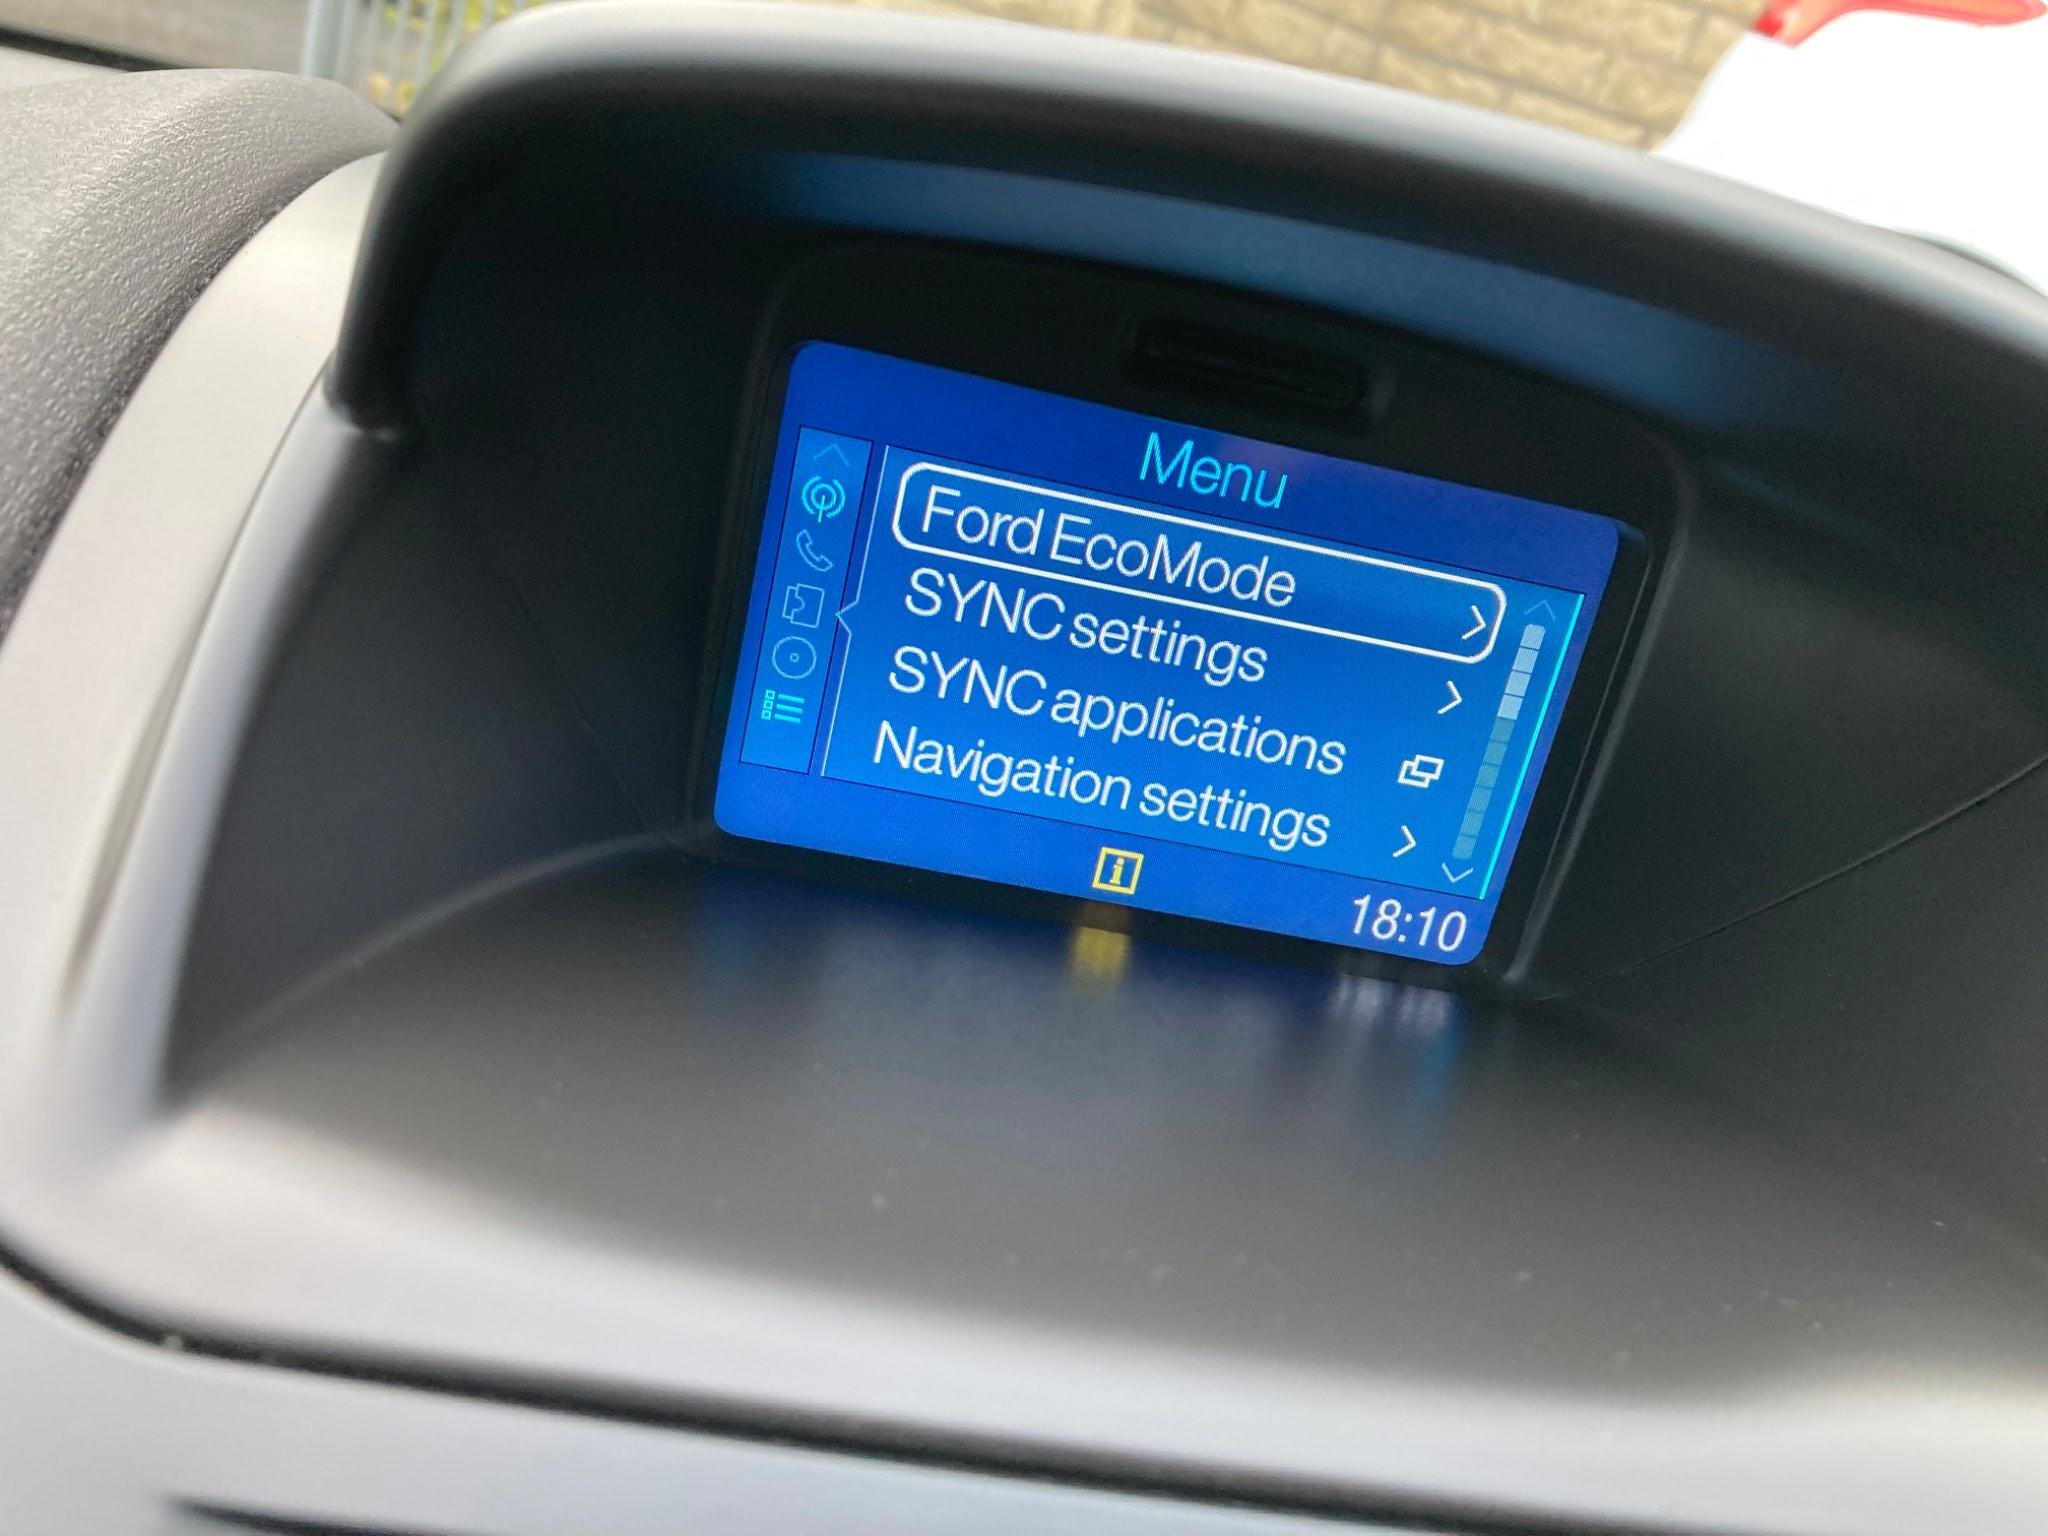 Menu
Ford EcoMode
SYNC settings
SYNC applications
Navigation settings
i
18:10